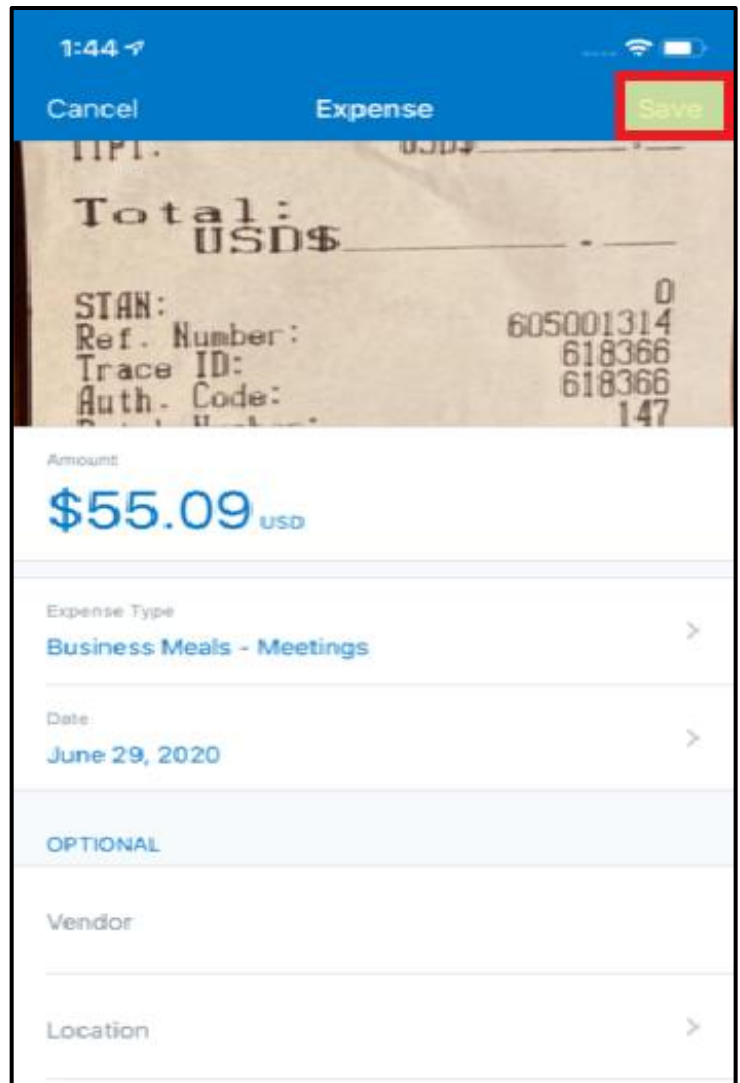 1:44
Cancel Expense Save
USD$ .
Total:
USD$ .
STAN: 0
Ref. Number: 605001314
Trace ID: 618366
Auth. Code: 618366
147
Amount
$55.09 USD
Expense Type
Business Meals - Meetings >
Date
June 29, 2020 >
OPTIONAL
Vendor
Location >